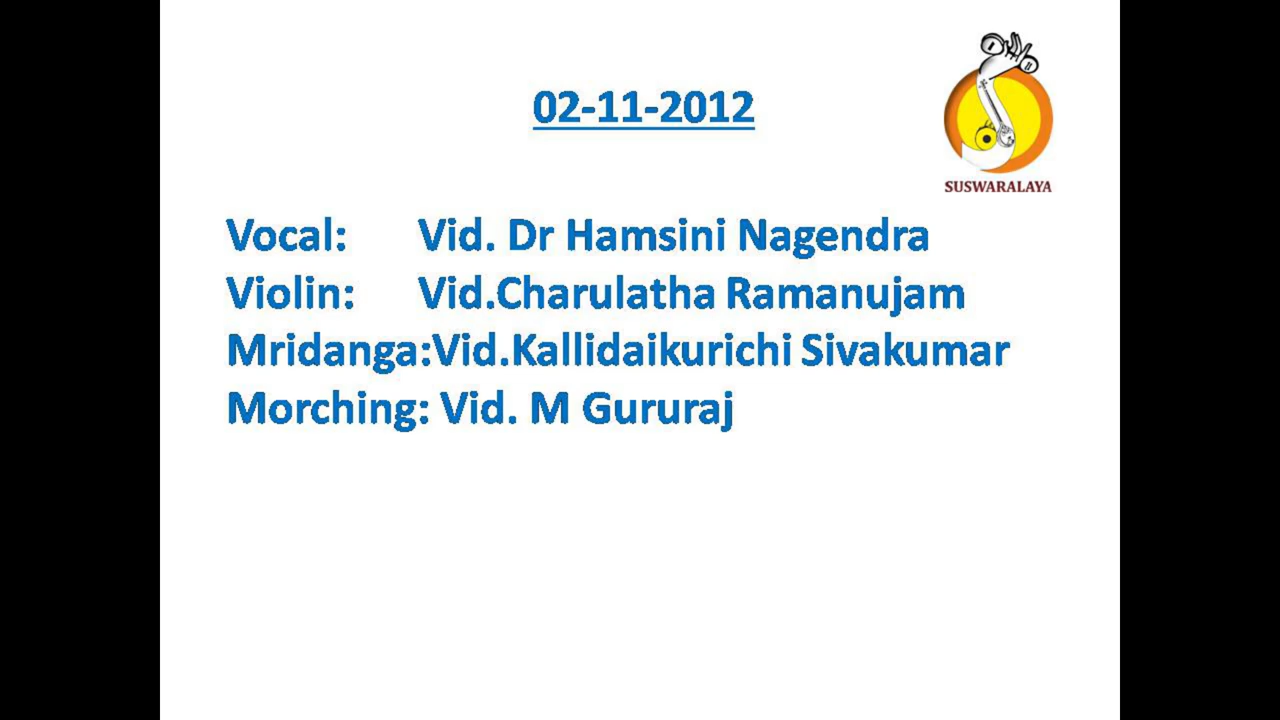 02-11-2012
SUSWARALAYA
Vocal: Vid. Dr Hamsini Nagendra
Violin: Vid.Charulatha Ramanujam
Mridanga:Vid.Kallidaikurichi Sivakumar
Morching: Vid. M Gururaj